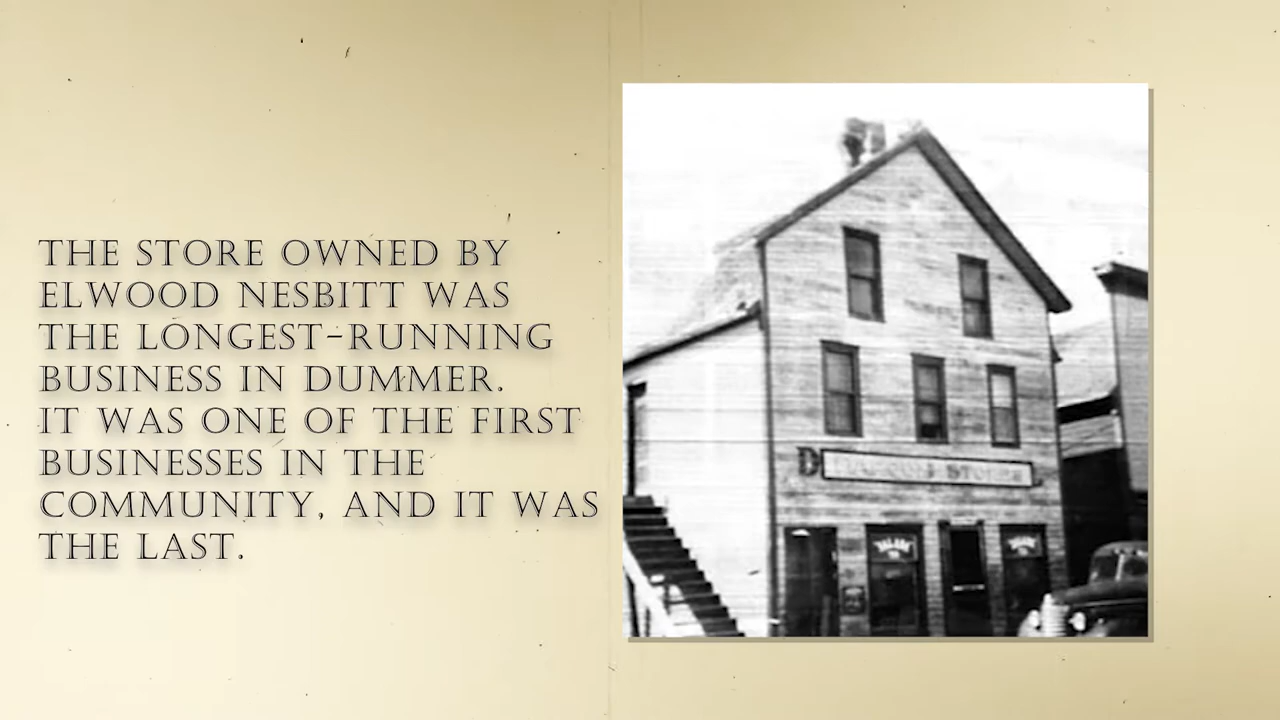 THE STORE OWNED BY
ELWOOD NESBITT WAS
THE LONGEST-RUNNING
BUSINESS IN DUMMER.
IT WAS ONE OF THE FIRST
BUSINESSES IN THE
COMMUNITY, AND IT WAS
THE LAST.